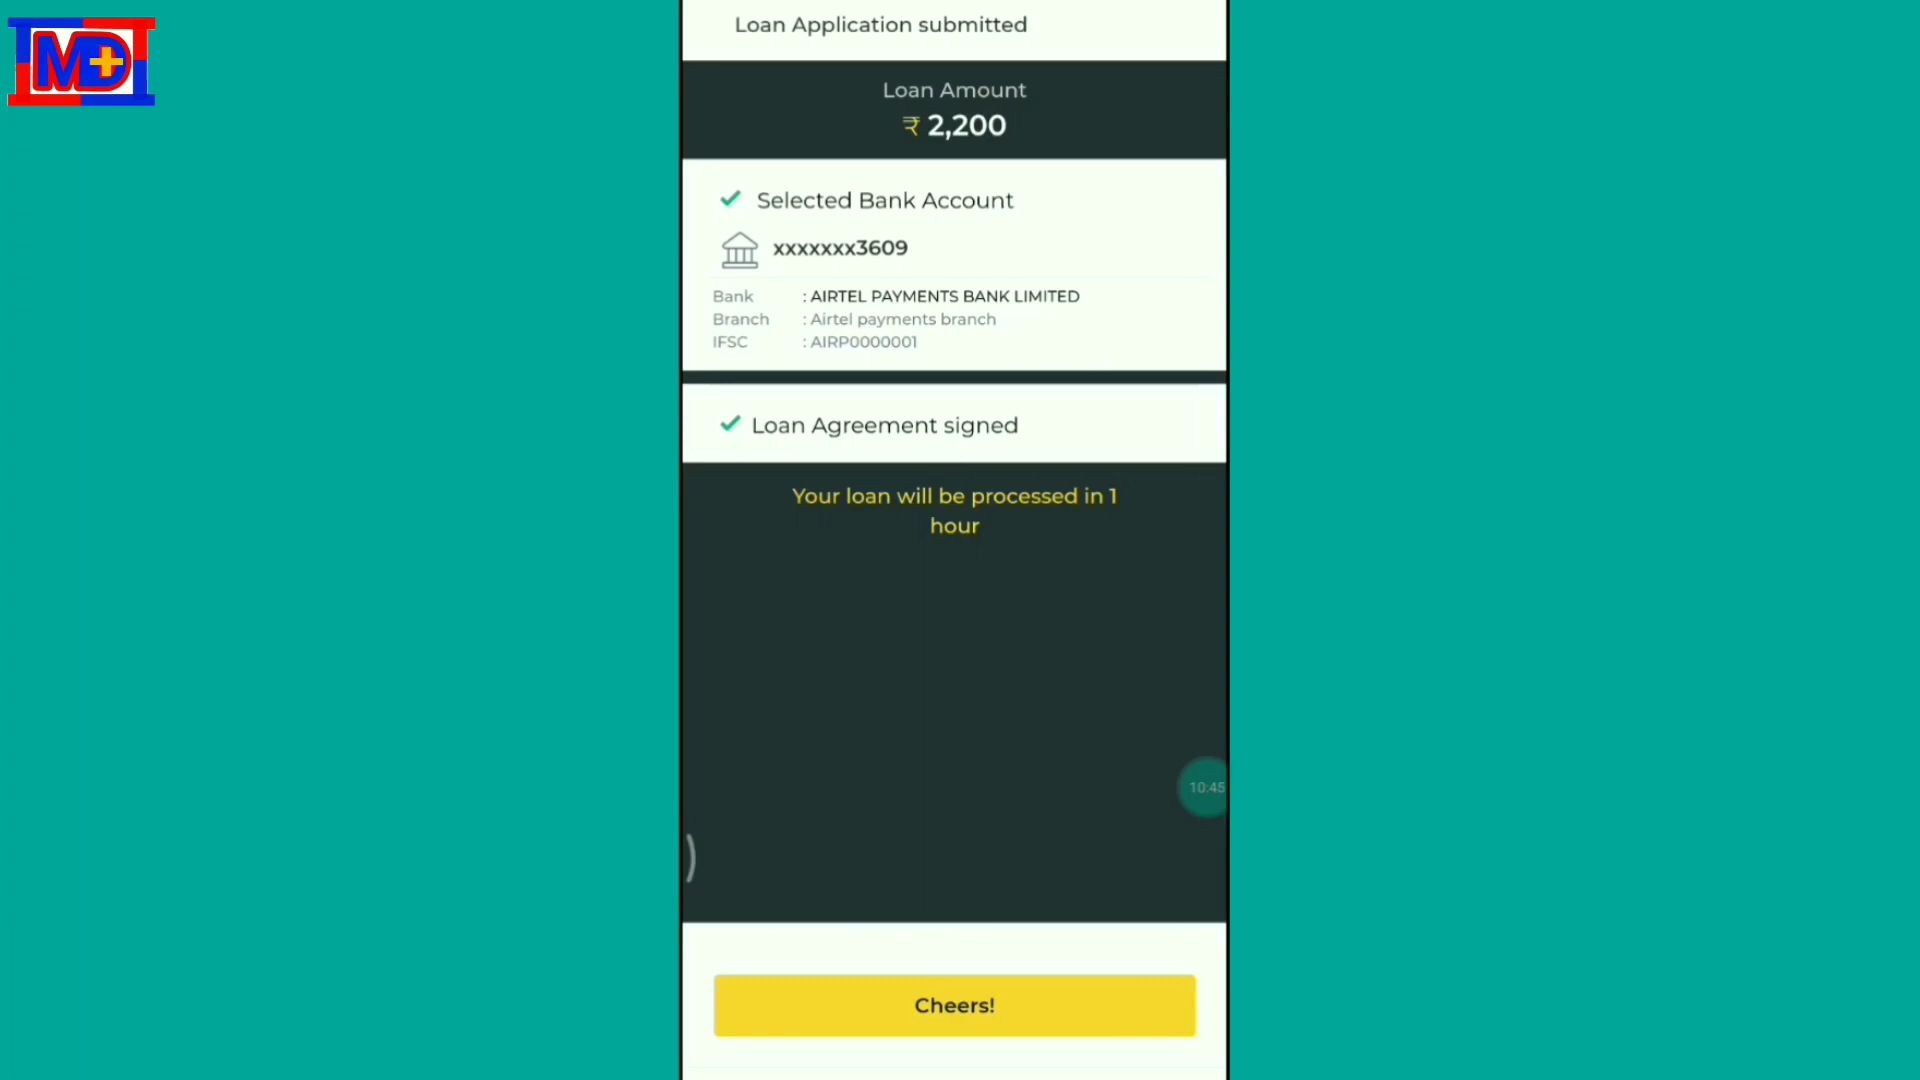 MD+
Loan Application submitted
Loan Amount
₹ 2,200
Selected Bank Account
xxxxxxx3609
Bank : AIRTEL PAYMENTS BANK LIMITED
Branch : Airtel payments branch
IFSC : AIRP0000001
Loan Agreement signed
Your loan will be processed in 1
hour
10:45
Cheers!